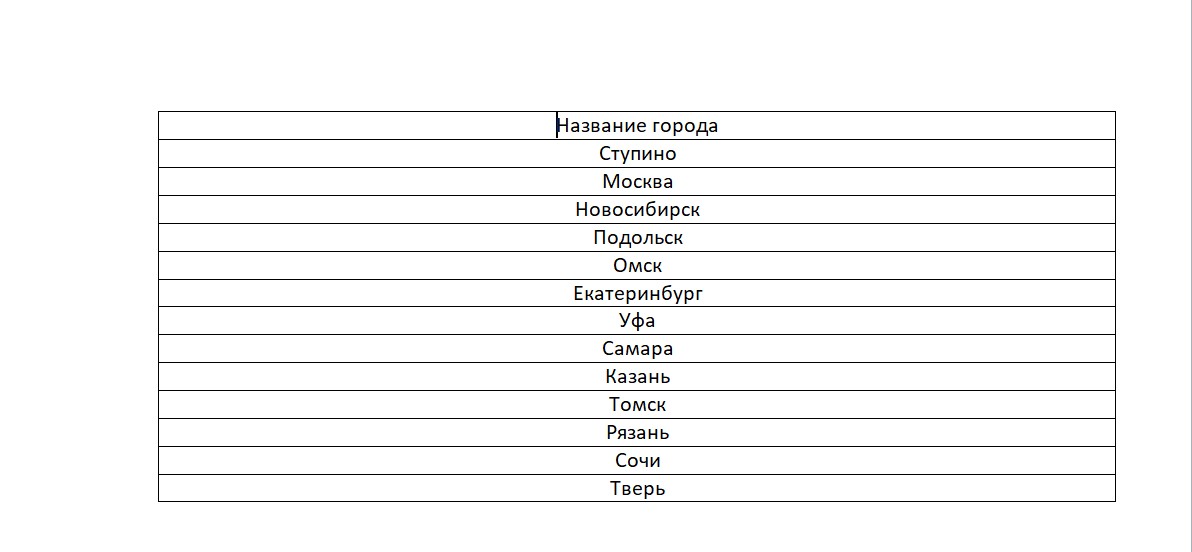 Название города
Ступино
Москва
Новосибирск
Подольск
Омск
Екатеринбург
Уфа
Самара
Казань
Томск
Рязань
Сочи
Тверь